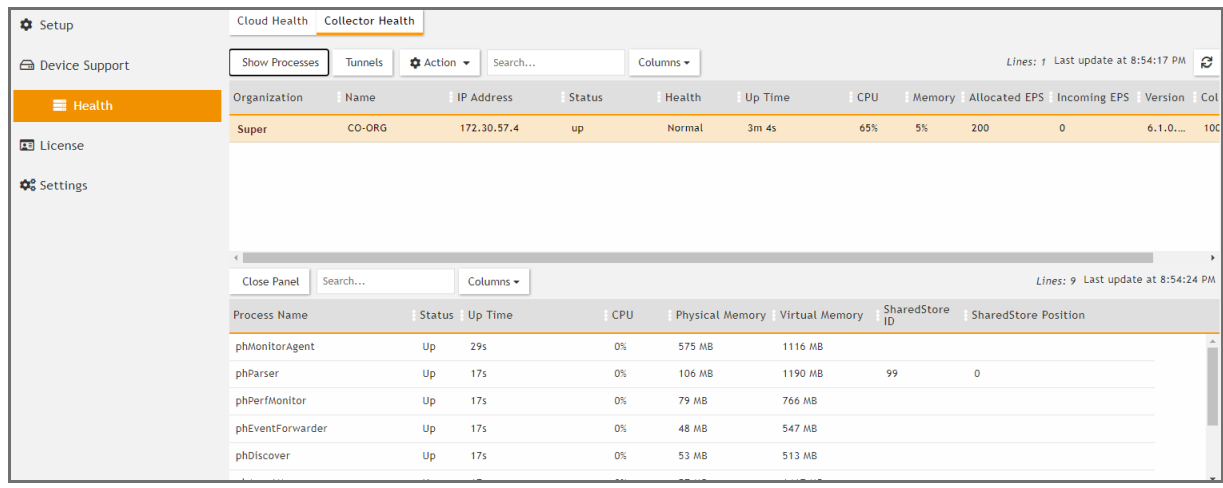 Setup
Device Support
Health
License
Settings
Cloud Health Collector Health
Show Processes Tunnels Action Search... Columns Lines: 1 Last update at 8:54:17 PM
Organization Name IP Address Status Health Up Time CPU Memory Allocated EPS Incoming EPS Version Col
Super CO-ORG 172.30.57.4 up Normal 3m 4s 65% 5% 200 0 6.1.0.... 100
Close Panel Search... Columns Lines: 9 Last update at 8:54:24 PM
Process Name Status Up Time CPU Physical Memory Virtual Memory SharedStore ID SharedStore Position
phMonitorAgent Up 29s 0% 575 MB 1116 MB
phParser Up 17s 0% 106 MB 1190 MB 99 0
phPerfMonitor Up 17s 0% 79 MB 766 MB
phEventForwarder Up 17s 0% 48 MB 547 MB
phDiscover Up 17s 0% 53 MB 513 MB